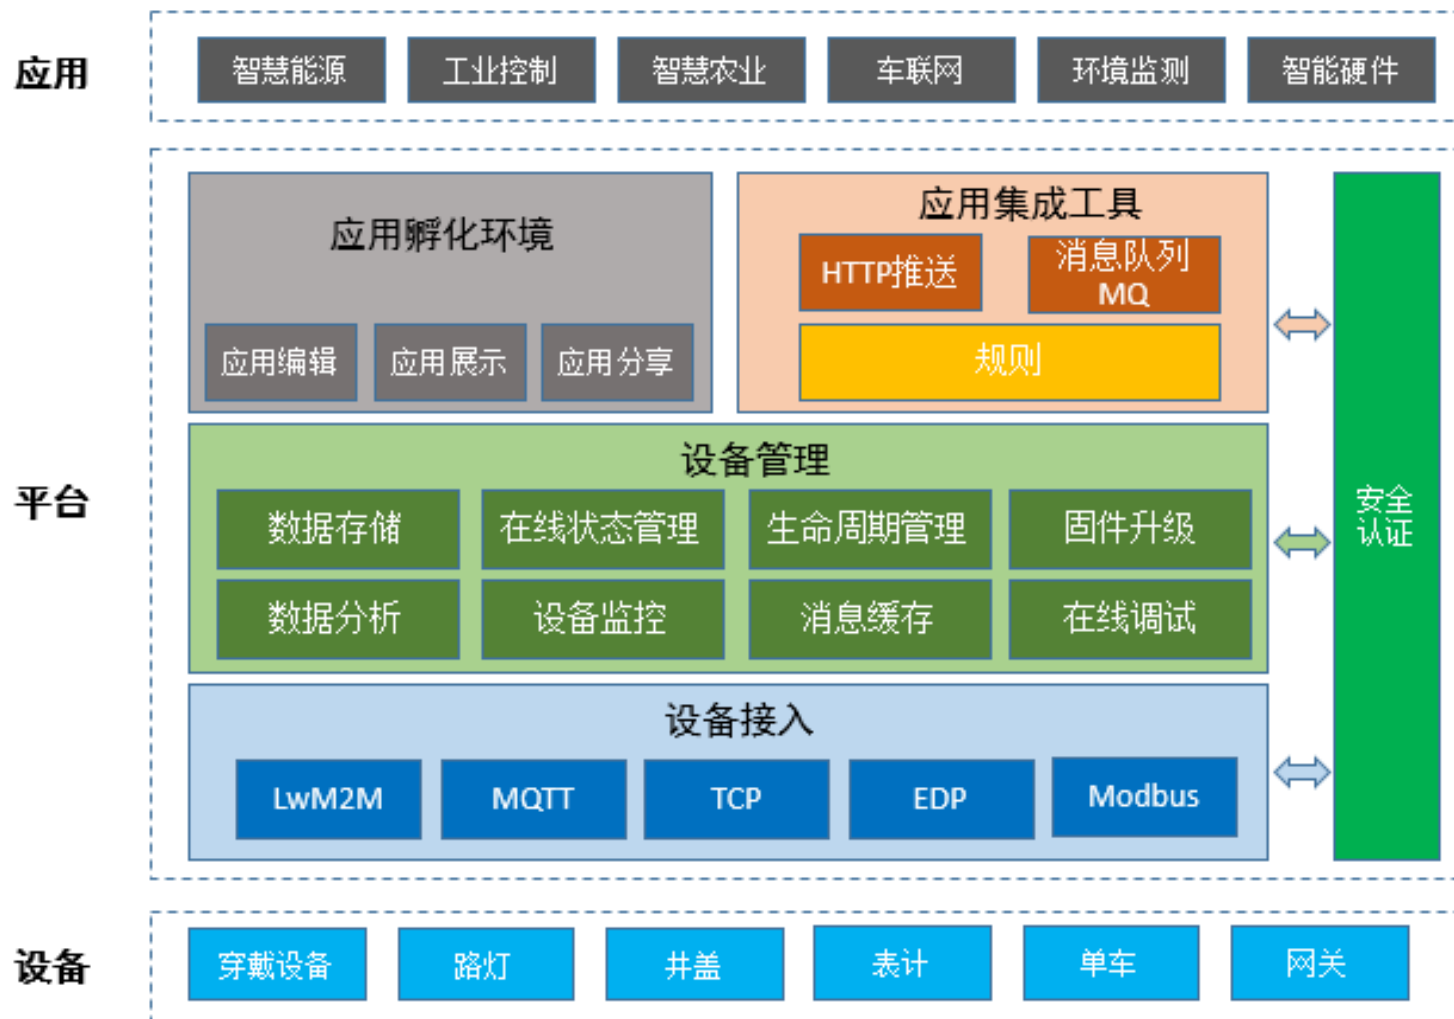 应用
智慧能源
工业控制
智慧农业
车联网
环境监测
智能硬件
平台
应用孵化环境
应用编辑
应用展示
应用分享
应用集成工具
HTTP推送
消息队列
MQ
规则
设备管理
数据存储
在线状态管理
生命周期管理
固件升级
数据分析
设备监控
消息缓存
在线调试
设备接入
LwM2M
MQTT
TCP
EDP
Modbus
安全
认证
设备
穿戴设备
路灯
井盖
表计
单车
网关